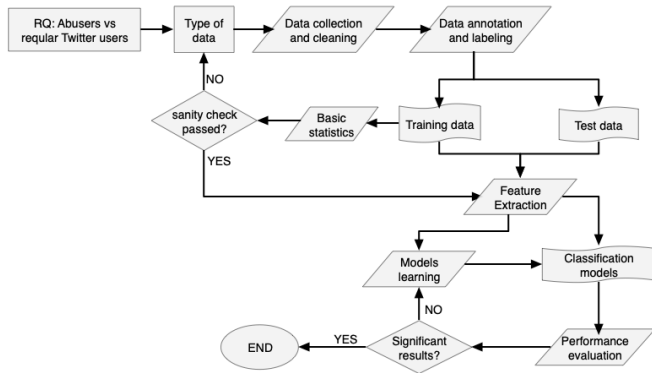 RQ: Abusers vs
reqular Twitter users
Type of
data
Data collection
and cleaning
Data annotation
and labeling
NO
sanity check
passed?
Basic
statistics
Training data
Test data
YES
Feature
Extraction
Models
learning
Classification
models
NO
END
YES
Significant
results?
Performance
evaluation